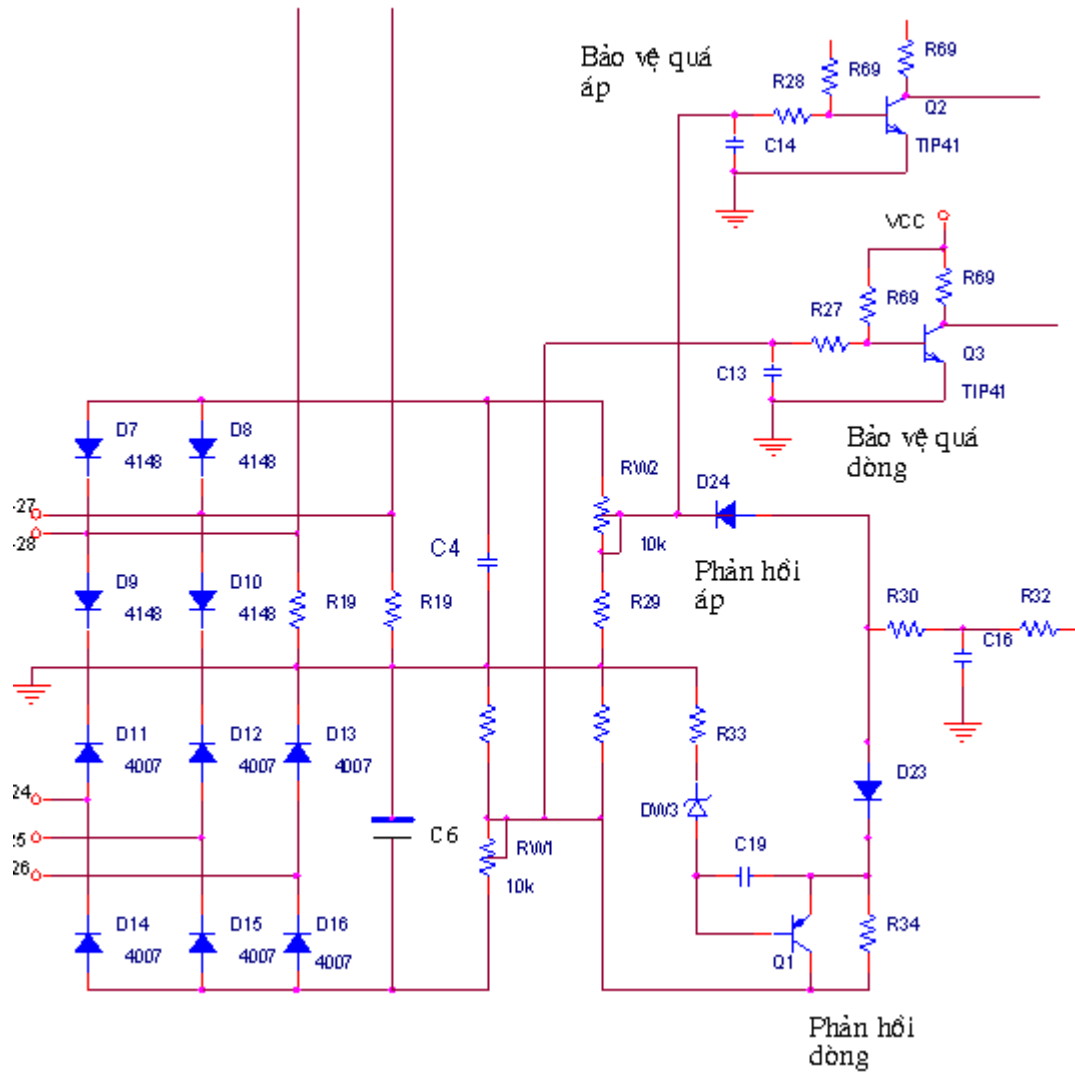 Bảo vệ quá
áp
R69
R69
R28
Q2
C14
TIP41
VCC
R69
R69
R27
Q3
C13
TIP41
Bảo vệ quá
dòng
D7
4148
D8
4148
RW2
D24
-27
-28
10k
C4
Phản hồi
áp
D9
4148
D10
4148
R19
R19
R29
R30
R32
C16
D11
4007
D12
4007
D13
4007
R33
D23
24
25
26
C6
DW3
RW1
10k
C19
D14
4007
D15
4007
D16
4007
Q1
R34
Phản hồi
dòng